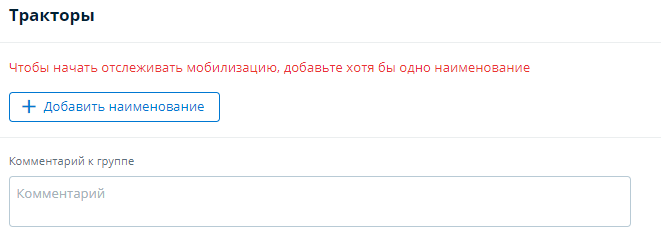 Тракторы
Чтобы начать отслеживать мобилизацию, добавьте хотя бы одно наименование
Добавить наименование
Комментарий к группе
Комментарий